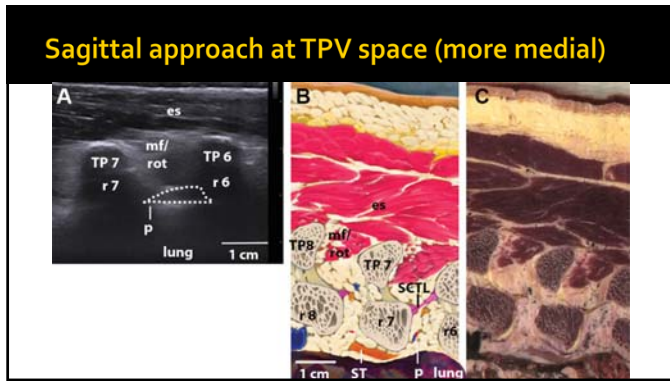 Sagittal approach at TPV space (more medial)
A
es
mf/
rot
TP 7
TP 6
r 7
r 6
p
lung
1 cm
B
es
mf/
rot
TP8
TP 7
SCTL
r 8
r 7
r6
1 cm
ST
P
lung
C